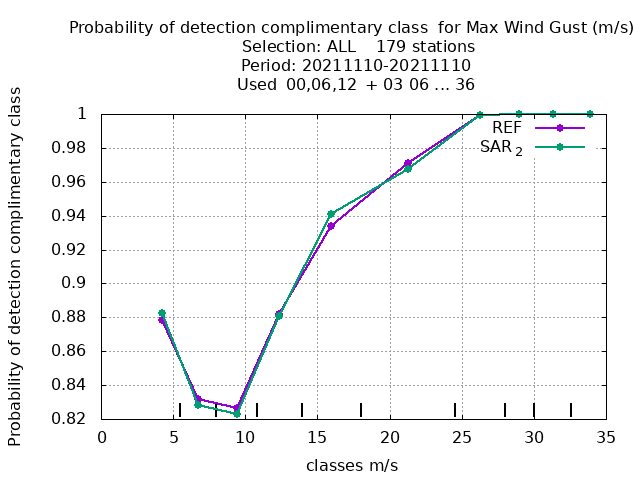 Probability of detection complimentary class  for Max Wind Gust (m/s)
Selection: ALL    179 stations
Period: 20211110-20211110
Used  00,06,12  + 03 06 ... 36
Probability of detection complimentary class
1
0.98
0.96
0.94
0.92
0.9
0.88
0.86
0.84
0.82
REF
SAR 2
0 5 10 15 20 25 30 35
classes m/s